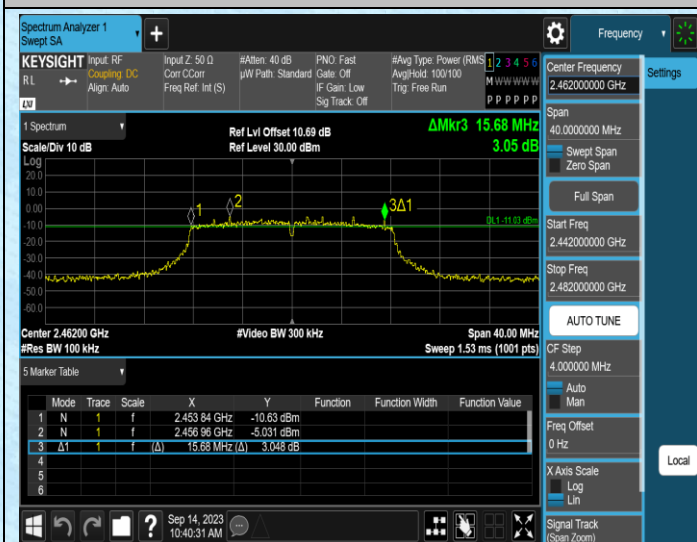 Spectrum Analyzer 1
Swept SA
+
Frequency
KEYSIGHT
R L
LXI
Input: RF
Coupling: DC
Align: Auto
Input Z: 50 Ω
Corr CCorr
Freq Ref: Int (S)
#Atten: 40 dB
µW Path: Standard
PNO: Fast
Gate: Off
IF Gain: Low
Sig Track: Off
#Avg Type: Power (RMS
Avg|Hold: 100/100
Trig: Free Run
1 2 3 4 5 6
M W W W W W
P P P P P P
Center Frequency
2.462000000 GHz
Settings
Span
40.0000000 MHz
Swept Span
Zero Span
Full Span
Start Freq
2.442000000 GHz
Stop Freq
2.482000000 GHz
AUTO TUNE
CF Step
4.000000 MHz
Auto
Man
Freq Offset
0 Hz
X Axis Scale
Log
Lin
Signal Track
(Span Zoom)
Local
1 Spectrum
Scale/Div 10 dB
Ref Lvl Offset 10.69 dB
Ref Level 30.00 dBm
ΔMkr3 15.68 MHz
3.05 dB
Log
20.0
10.0
0.00
-10.0
-20.0
-30.0
-40.0
-50.0
-60.0
1
2
3Δ1
DL1 -11.03 dBm
Center 2.46200 GHz
#Video BW 300 kHz
Span 40.00 MHz
#Res BW 100 kHz
Sweep 1.53 ms (1001 pts)
5 Marker Table
Mode Trace Scale X Y Function Function Width Function Value
1 N 1 f 2.453 84 GHz -10.63 dBm
2 N 1 f 2.456 96 GHz -5.031 dBm
3 Δ1 1 f (Δ) 15.68 MHz (Δ) 3.048 dB
4
5
6
?
Sep 14, 2023
10:40:31 AM